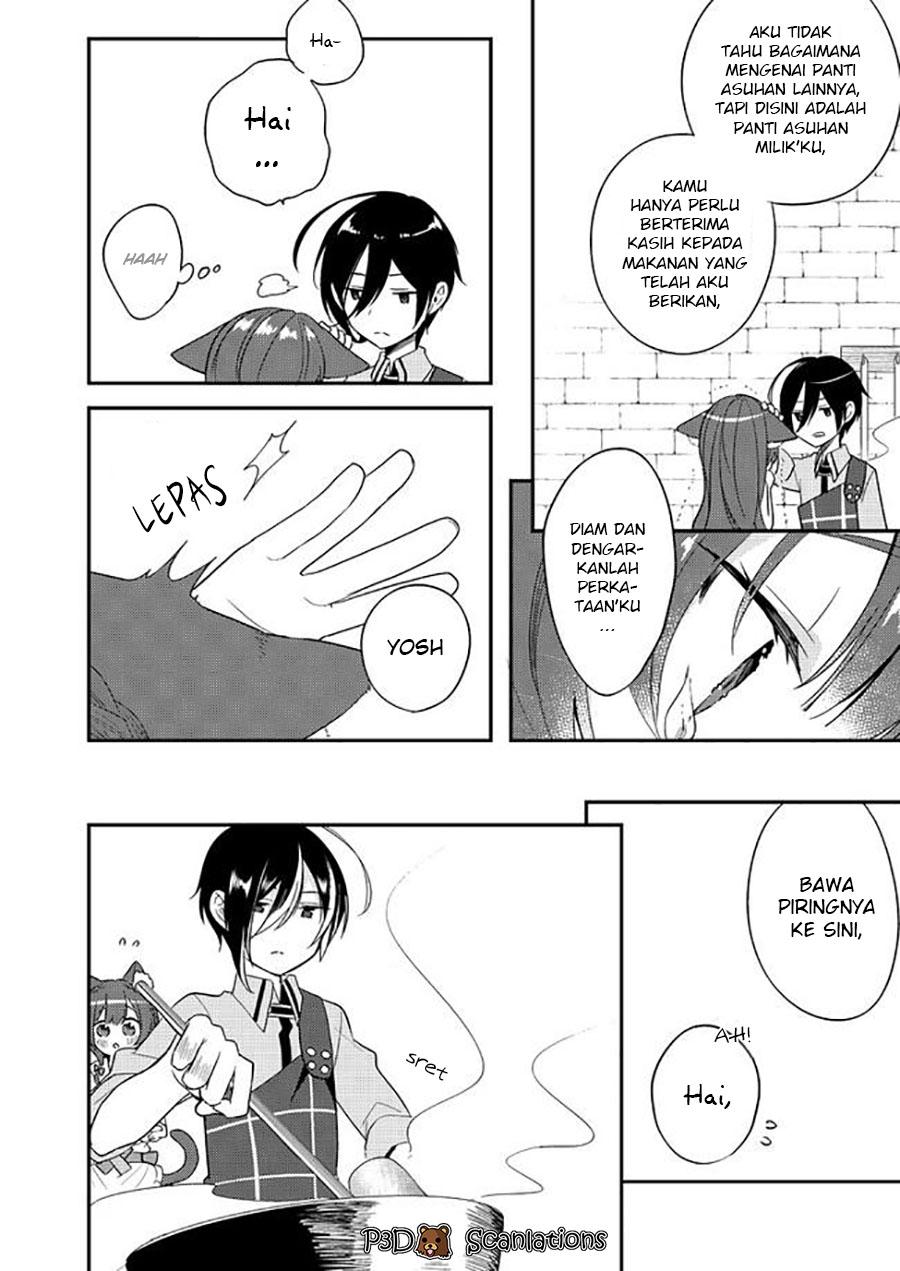 AKU TIDAK
TAHU BAGAIMANA
MENGENAI PANTI
ASUHAN LAINNYA,
TAPI DISINI ADALAH
PANTI ASUHAN
MILIK'KU,
KAMU
HANYA PERLU
BERTERIMA
KASIH KEPADA
MAKANAN YANG
TELAH AKU
BERIKAN,
DIAM DAN
DENGAR-
KANLAH
PERKA-
TAAN'KU
...
Ha-
Hai
...
HAAH
LEPAS
YOSH
BAWA
PIRINGNYA
KE SINI,
AH!
Hai,
sret
P3D Scanlations